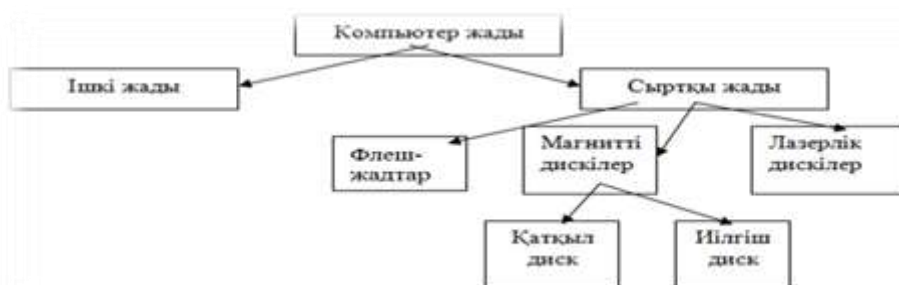 Компьютер жады
Ішкі жады
Сыртқы жады
Флеш-
жадтар
Магнитті
дискілер
Лазерлік
дискілер
Қатқыл
диск
Иілгіш
диск